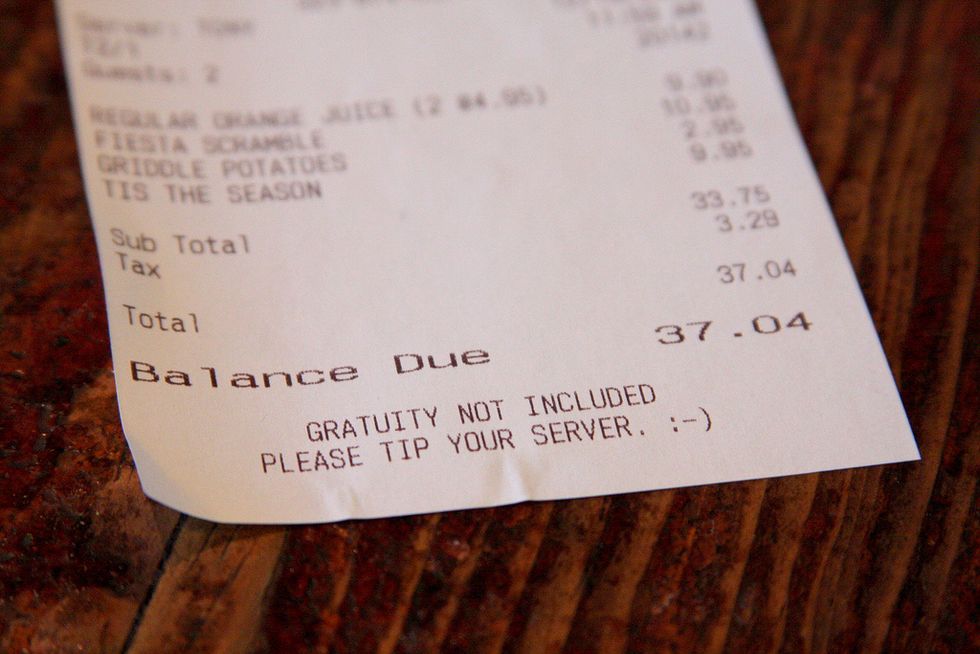 Server:
Guests: 2
REGULAR ORANGE JUICE (2 @4.95) 9.90
FIESTA SCRAMBLE 10.95
GRIDDLE POTATOES 2.95
TIS THE SEASON 9.95
Sub Total 33.75
Tax 3.29
Total 37.04
Balance Due 37.04
GRATUITY NOT INCLUDED
PLEASE TIP YOUR SERVER. :-)